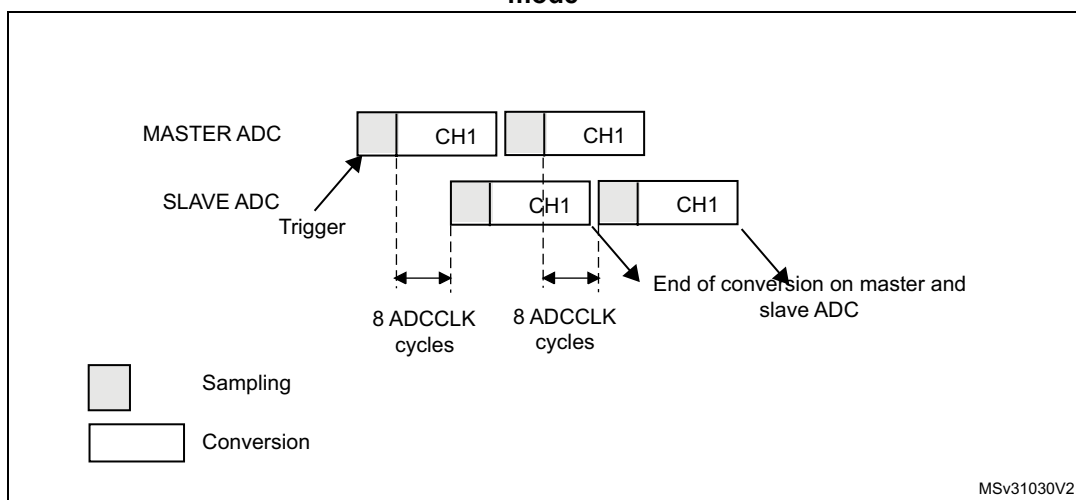 mode
MASTER ADC
CH1
CH1
SLAVE ADC
CH1
CH1
Trigger
End of conversion on master and
slave ADC
8 ADCCLK
cycles
8 ADCCLK
cycles
Sampling
Conversion
MSv31030V2